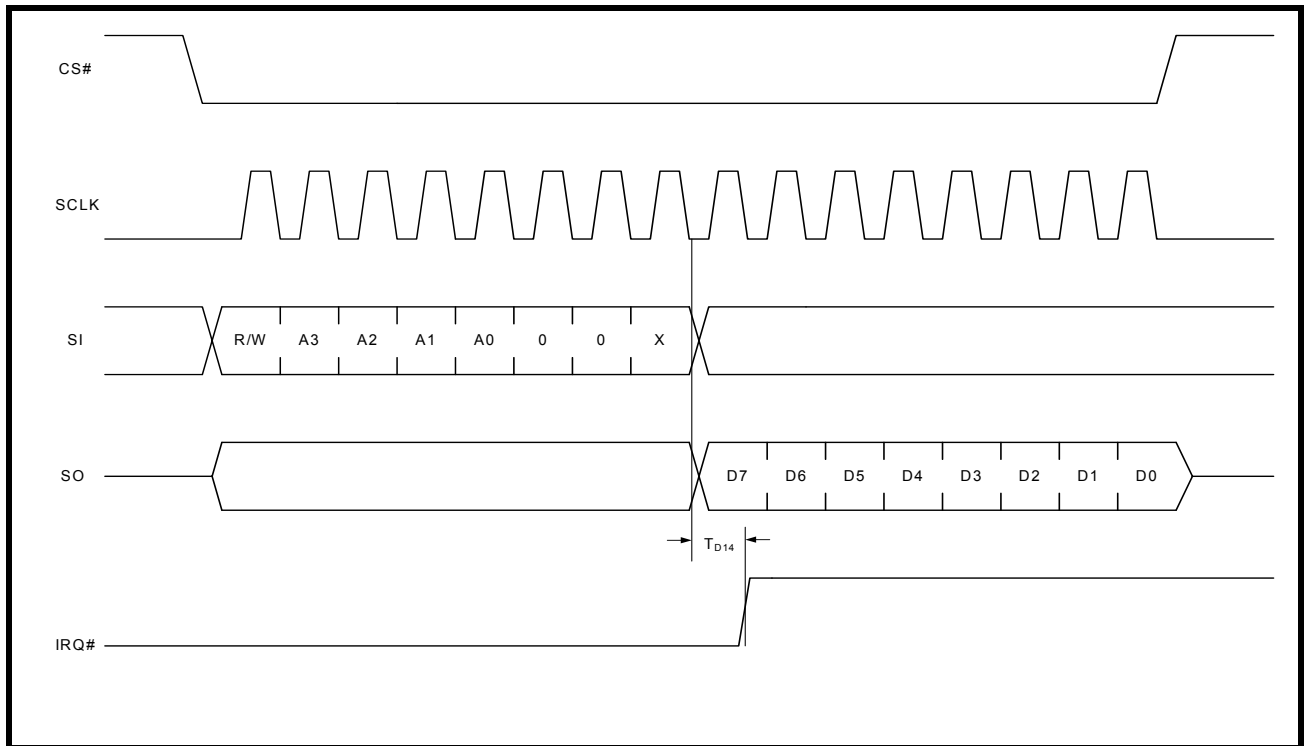 CS#
SCLK
SI
R/W A3 A2 A1 A0 0 0 X
SO
D7 D6 D5 D4 D3 D2 D1 D0
TD14
IRQ#